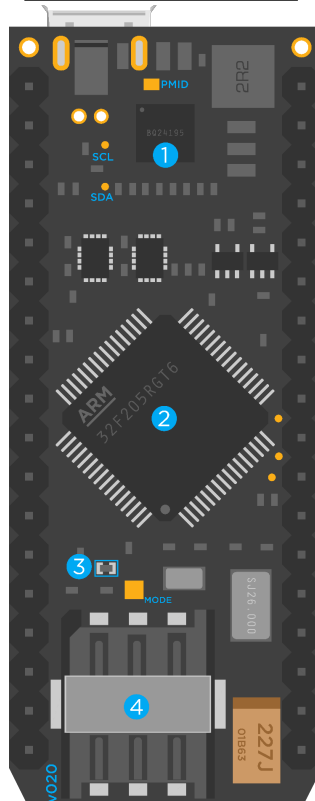 2R2
PMID
BQ24195
1
SCL
SDA
ARM
32F205RGT6
2
3
MODE
SJ26.000
4
227J
01B63
V020